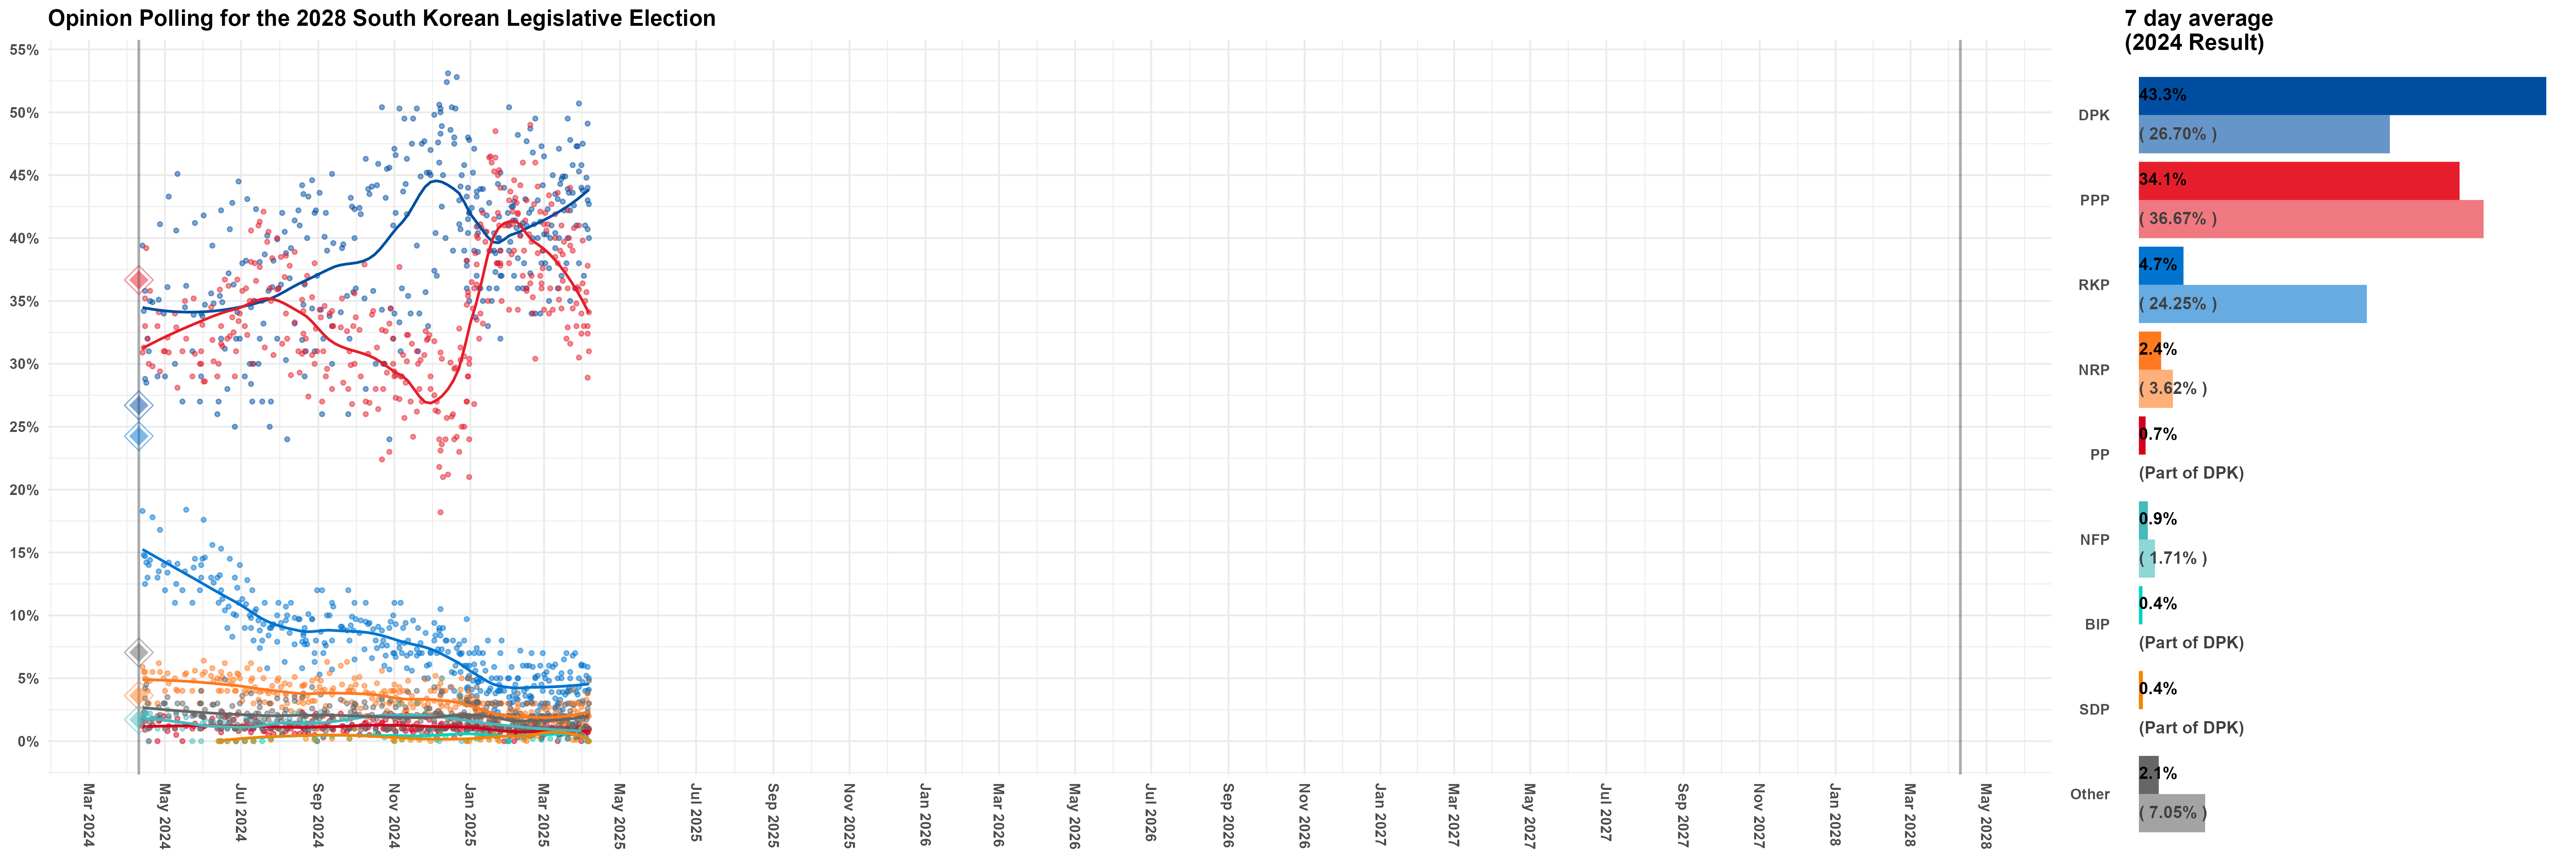 Opinion Polling for the 2028 South Korean Legislative Election
55%
50%
45%
40%
35%
30%
25%
20%
15%
10%
5%
0%
Mar 2024
May 2024
Jul 2024
Sep 2024
Nov 2024
Jan 2025
Mar 2025
May 2025
Jul 2025
Sep 2025
Nov 2025
Jan 2026
Mar 2026
May 2026
Jul 2026
Sep 2026
Nov 2026
Jan 2027
Mar 2027
May 2027
Jul 2027
Sep 2027
Nov 2027
Jan 2028
Mar 2028
May 2028
7 day average
(2024 Result)
DPK
43.3%
( 26.70% )
PPP
34.1%
( 36.67% )
RKP
4.7%
( 24.25% )
NRP
2.4%
( 3.62% )
PP
0.7%
(Part of DPK)
NFP
0.9%
( 1.71% )
BIP
0.4%
(Part of DPK)
SDP
0.4%
(Part of DPK)
Other
2.1%
( 7.05% )